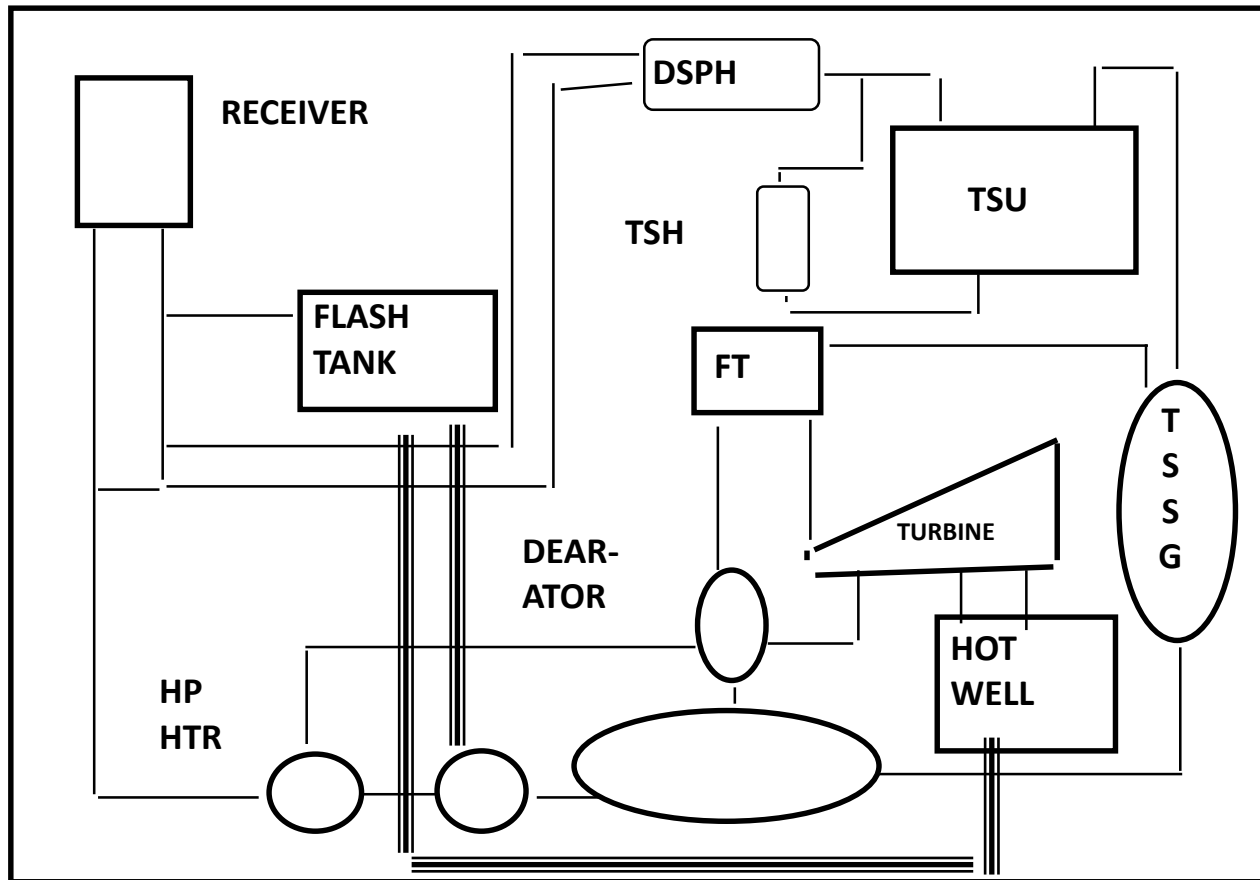 DSPH
RECEIVER
TSU
TSH
FLASH
TANK
FT
T
S
S
G
TURBINE
DEAR-
ATOR
HOT
WELL
HP
HTR